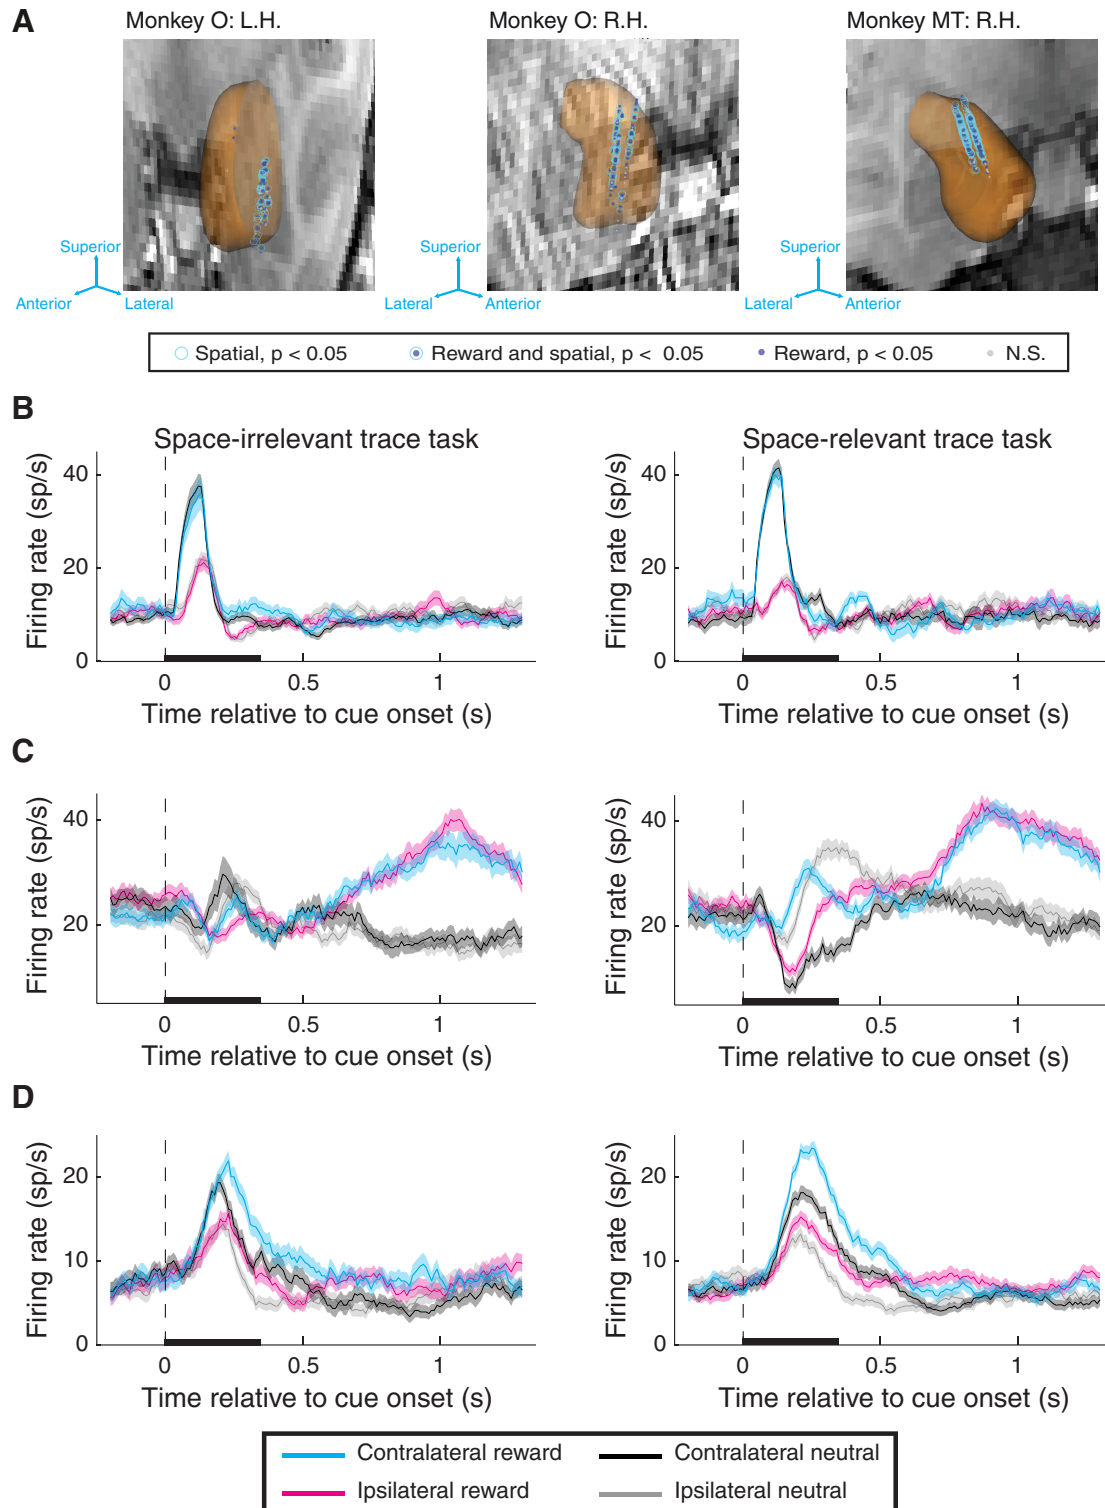 A
Monkey O: L.H.
Monkey O: R.H.
Monkey MT: R.H.
Superior
Anterior
Lateral
Superior
Lateral
Anterior
Superior
Lateral
Anterior
Spatial, p < 0.05
Reward and spatial, p < 0.05
Reward, p < 0.05
N.S.
B
Space-irrelevant trace task
Space-relevant trace task
Firing rate (sp/s)
40
20
0
0
0.5
1
Time relative to cue onset (s)
Firing rate (sp/s)
40
20
0
0
0.5
1
Time relative to cue onset (s)
C
Firing rate (sp/s)
40
20
0
0.5
1
Time relative to cue onset (s)
Firing rate (sp/s)
40
20
0
0.5
1
Time relative to cue onset (s)
D
Firing rate (sp/s)
20
10
0
0
0.5
1
Time relative to cue onset (s)
Firing rate (sp/s)
20
10
0
0
0.5
1
Time relative to cue onset (s)
Contralateral reward
Contralateral neutral
Ipsilateral reward
Ipsilateral neutral